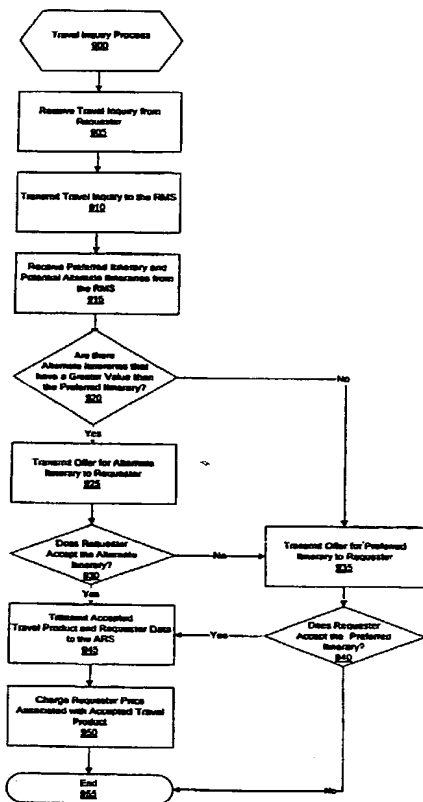 Travel Inquiry Process
900
Receive Travel Inquiry from
Requester
905
Transmit Travel Inquiry to the RMS
910
Receive Preferred Itinerary and
Potential Alternate Itineraries from
the RMS
915
Are there
Alternate Itineraries that
have a Greater Value than
the Preferred Itinerary?
920
No
Yes
Transmit Offer for Alternate
Itinerary to Requester
925
Does Requester
Accept the Alternate
Itinerary?
930
No
Transmit Offer for Preferred
Itinerary to Requester
935
Yes
Transmit Accepted
Travel Product and Requester Data
to the ARS
945
Yes
Does Requester
Accept the Preferred
Itinerary?
940
Charge Requester Price
Associated with Accepted Travel
Product
950
End
955
No